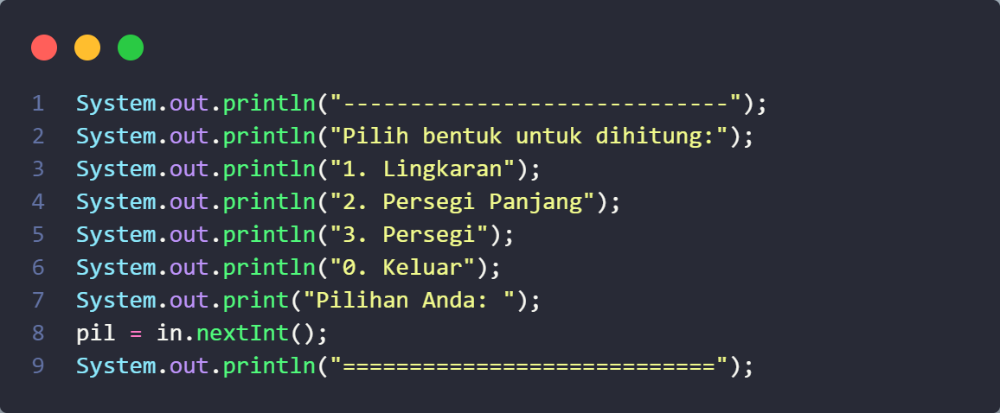 1 System.out.println("-----------------------------");
2 System.out.println("Pilih bentuk untuk dihitung:");
3 System.out.println("1. Lingkaran");
4 System.out.println("2. Persegi Panjang");
5 System.out.println("3. Persegi");
6 System.out.println("0. Keluar");
7 System.out.print("Pilihan Anda: ");
8 pil = in.nextInt();
9 System.out.println("============================");